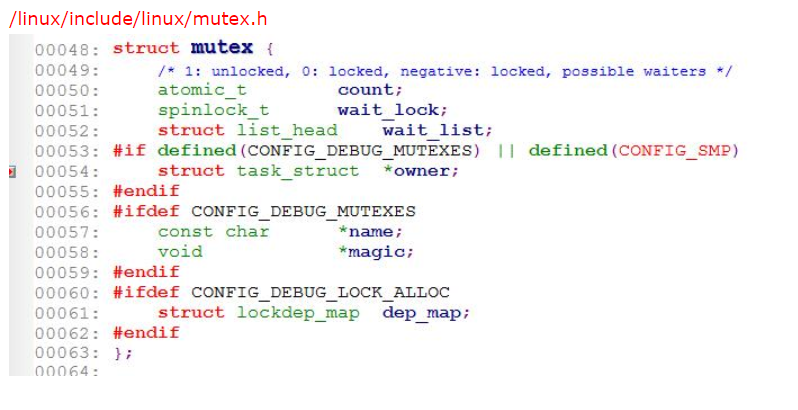 /linux/include/linux/mutex.h
00048: struct mutex {
00049: /* 1: unlocked, 0: locked, negative: locked, possible waiters */
00050: atomic_t count;
00051: spinlock_t wait_lock;
00052: struct list_head wait_list;
00053: #if defined(CONFIG_DEBUG_MUTEXES) || defined(CONFIG_SMP)
00054: struct task_struct *owner;
00055: #endif
00056: #ifdef CONFIG_DEBUG_MUTEXES
00057: const char *name;
00058: void *magic;
00059: #endif
00060: #ifdef CONFIG_DEBUG_LOCK_ALLOC
00061: struct lockdep_map dep_map;
00062: #endif
00063: };
00064: